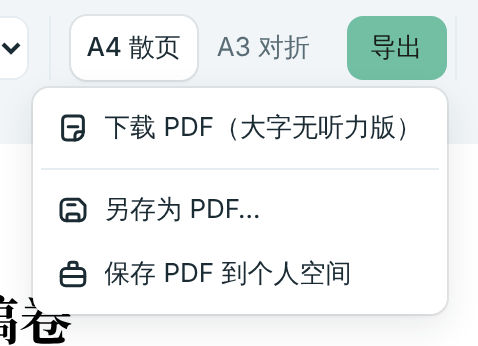 A4 散页 A3 对折 导出
下载 PDF（大字无听力版）
另存为 PDF...
保存 PDF 到个人空间
卷